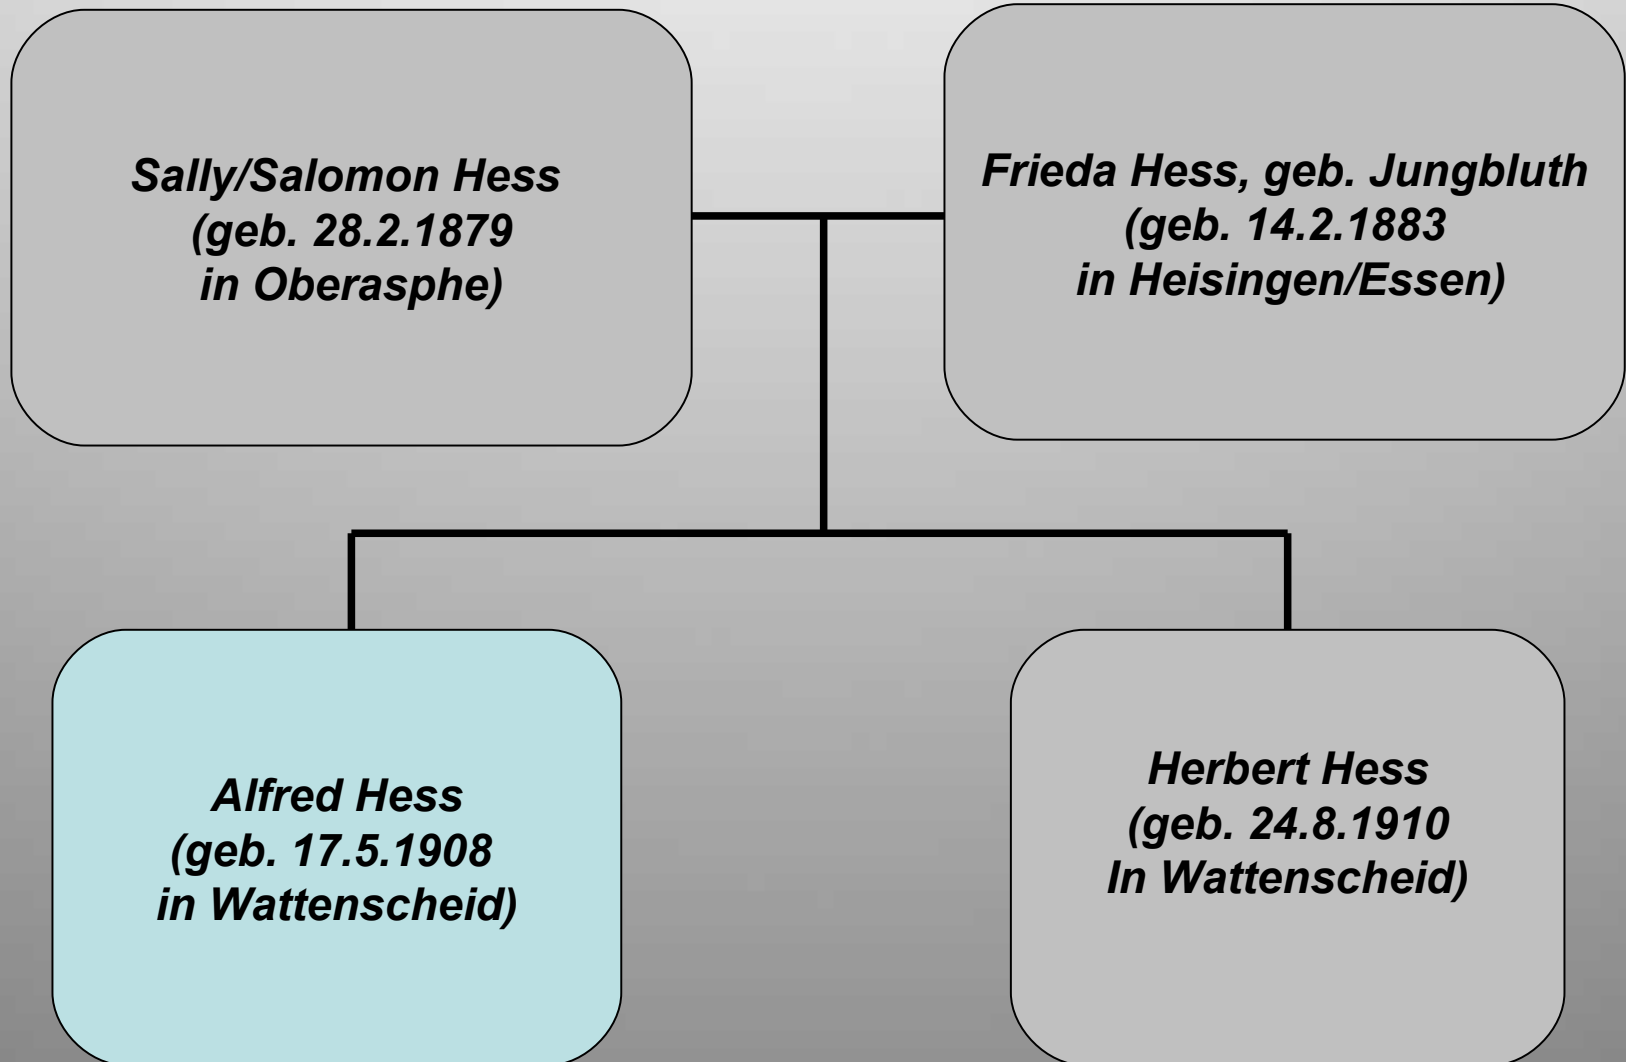 Sally/Salomon Hess
(geb. 28.2.1879
in Oberasphe)
Frieda Hess, geb. Jungbluth
(geb. 14.2.1883
in Heisingen/Essen)
Alfred Hess
(geb. 17.5.1908
in Wattenscheid)
Herbert Hess
(geb. 24.8.1910
In Wattenscheid)